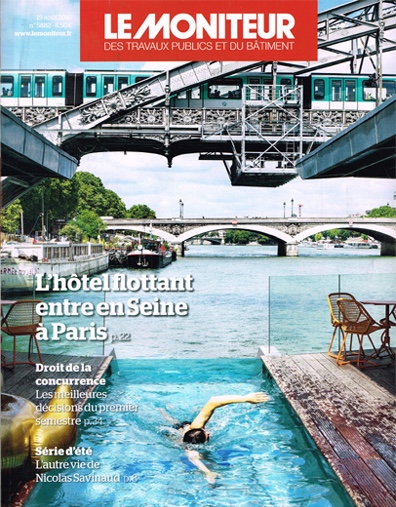 LE MONITEUR
DES TRAVAUX PUBLICS ET DU BÂTIMENT
www.lemoniteur.fr
L'hôtel flottant
entre en Seine
à Paris p.22
Droit de la
concurrence
Les meilleures
décisions du premier
semestre p.34
Série d'été
L'autre vie de
Nicolas Savinaud p.8